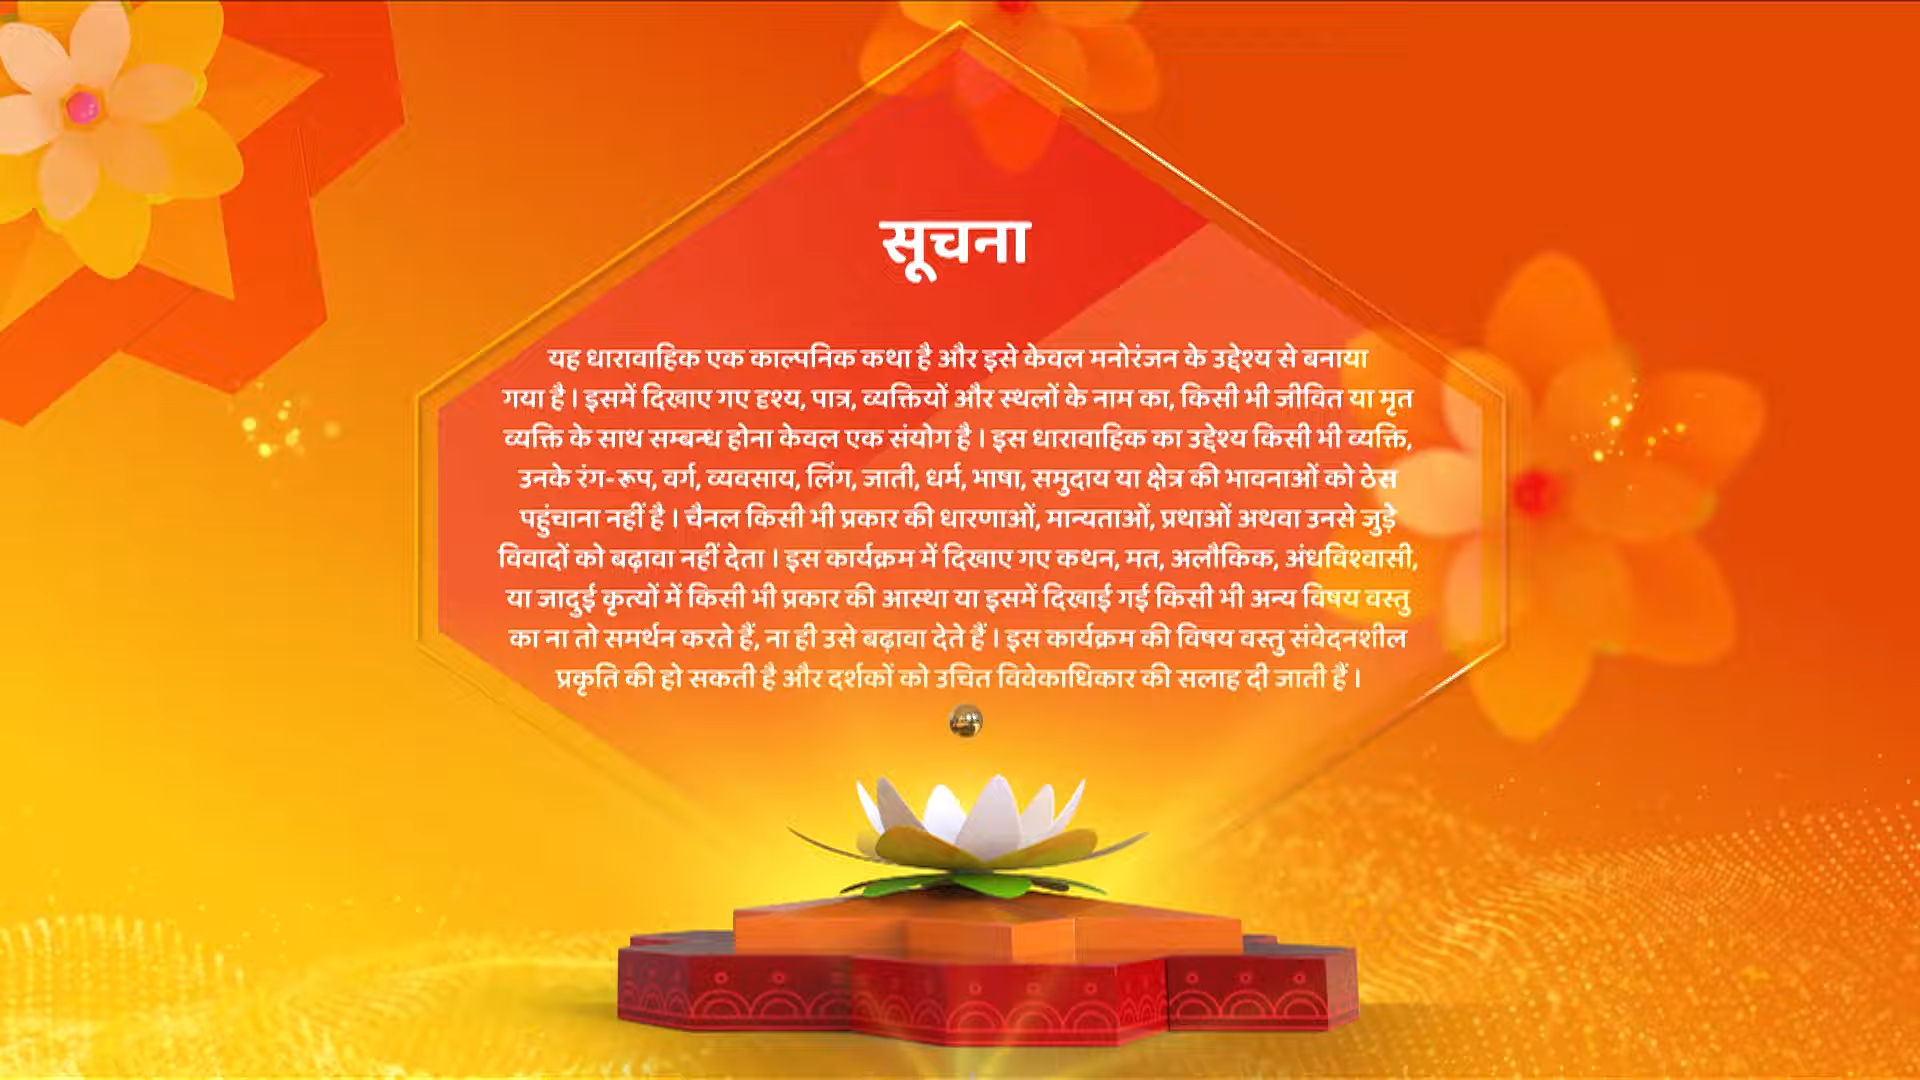 सूचना
यह धारावाहिक एक काल्पनिक कथा है और इसे केवल मनोरंजन के उद्देश्य से बनाया
गया है । इसमें दिखाए गए दृश्य, पात्र, व्यक्तियों और स्थलों के नाम का, किसी भी जीवित या मृत
व्यक्ति के साथ सम्बन्ध होना केवल एक संयोग है । इस धारावाहिक का उद्देश्य किसी भी व्यक्ति,
उनके रंग-रूप, वर्ग, व्यवसाय, लिंग, जाती, धर्म, भाषा, समुदाय या क्षेत्र की भावनाओं को ठेस
पहुंचाना नहीं है । चैनल किसी भी प्रकार की धारणाओं, मान्यताओं, प्रथाओं अथवा उनसे जुड़े
विवादों को बढ़ावा नहीं देता । इस कार्यक्रम में दिखाए गए कथन, मत, अलौकिक, अंधविश्वासी,
या जादुई कृत्यों में किसी भी प्रकार की आस्था या इसमें दिखाई गई किसी भी अन्य विषय वस्तु
का ना तो समर्थन करते हैं, ना ही उसे बढ़ावा देते हैं । इस कार्यक्रम की विषय वस्तु संवेदनशील
प्रकृति की हो सकती है और दर्शकों को उचित विवेकाधिकार की सलाह दी जाती हैं ।